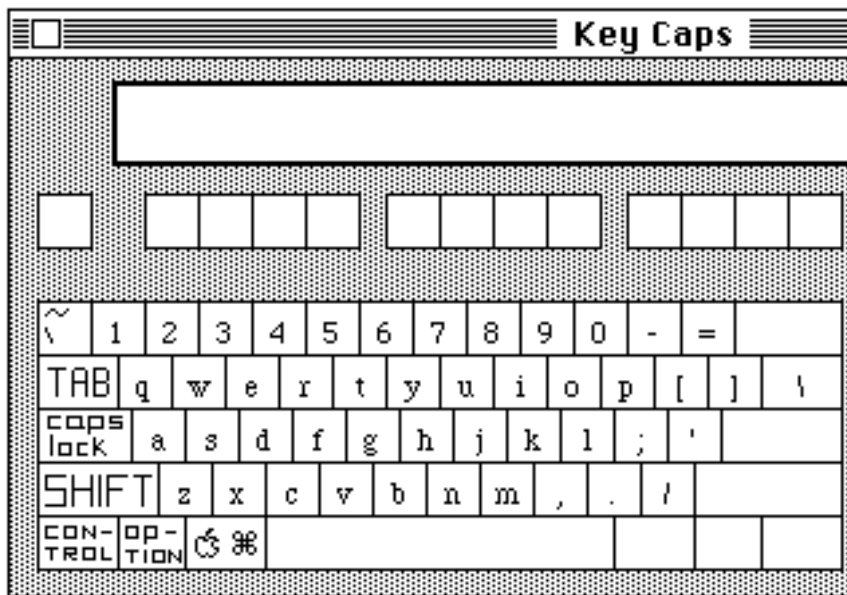 Key Caps
~
\ 1 2 3 4 5 6 7 8 9 0 - =
TAB q w e r t y u i o p [ ] \
caps
lock a s d f g h j k l ; '
SHIFT z x c v b n m , . /
CON-
TROL OP-
TION ⌘